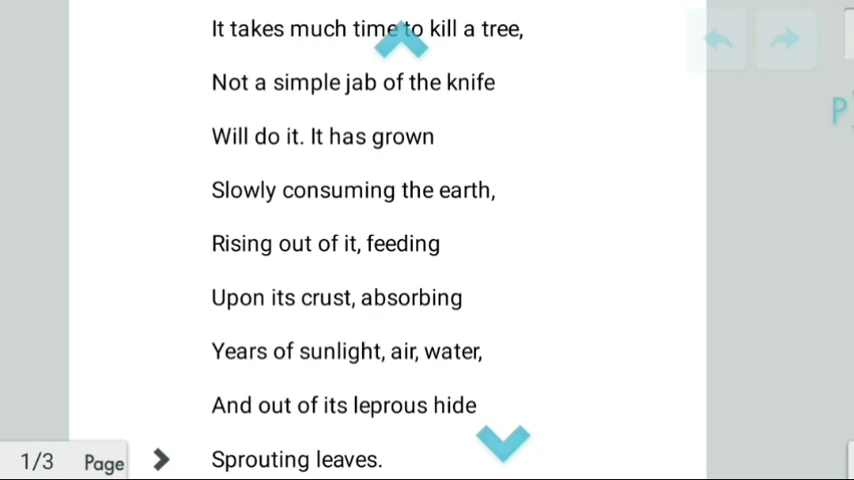 It takes much time to kill a tree,
Not a simple jab of the knife
Will do it. It has grown
Slowly consuming the earth,
Rising out of it, feeding
Upon its crust, absorbing
Years of sunlight, air, water,
And out of its leprous hide
Sprouting leaves.
1/3 Page
P